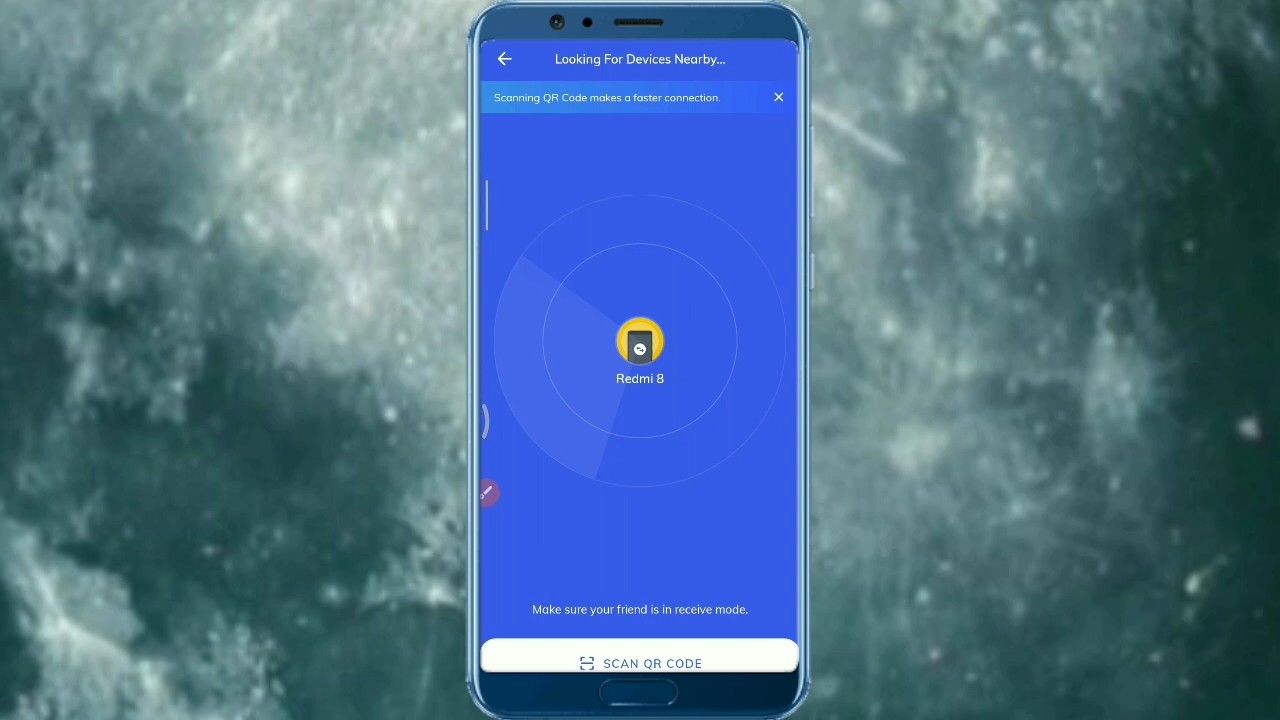 Looking For Devices Nearby...
Scanning QR Code makes a faster connection.
Redmi 8
Make sure your friend is in receive mode.
SCAN QR CODE